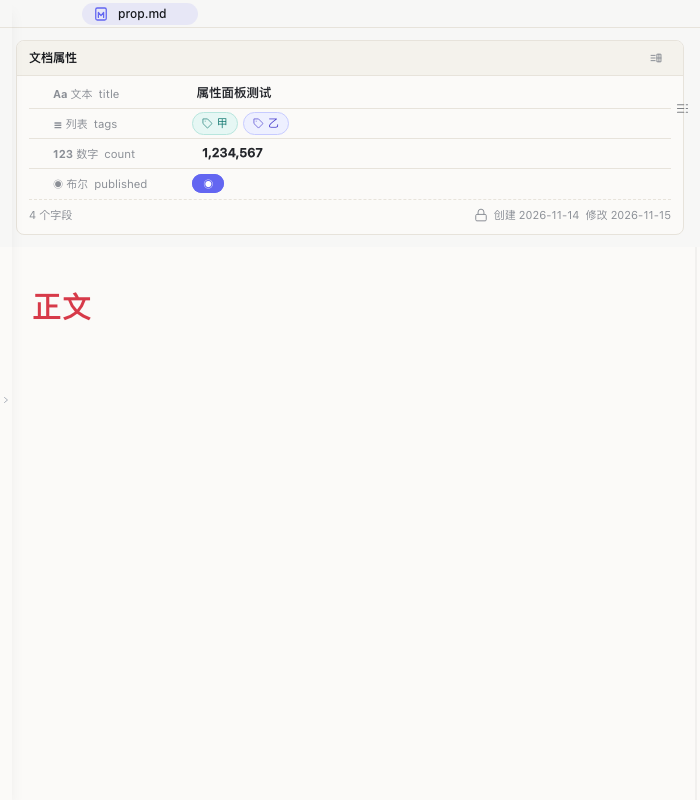 prop.md
文档属性
Aa 文本 title 属性面板测试
≡ 列表 tags 甲 乙
123 数字 count 1,234,567
◉ 布尔 published
4 个字段 创建 2026-11-14 修改 2026-11-15
正文